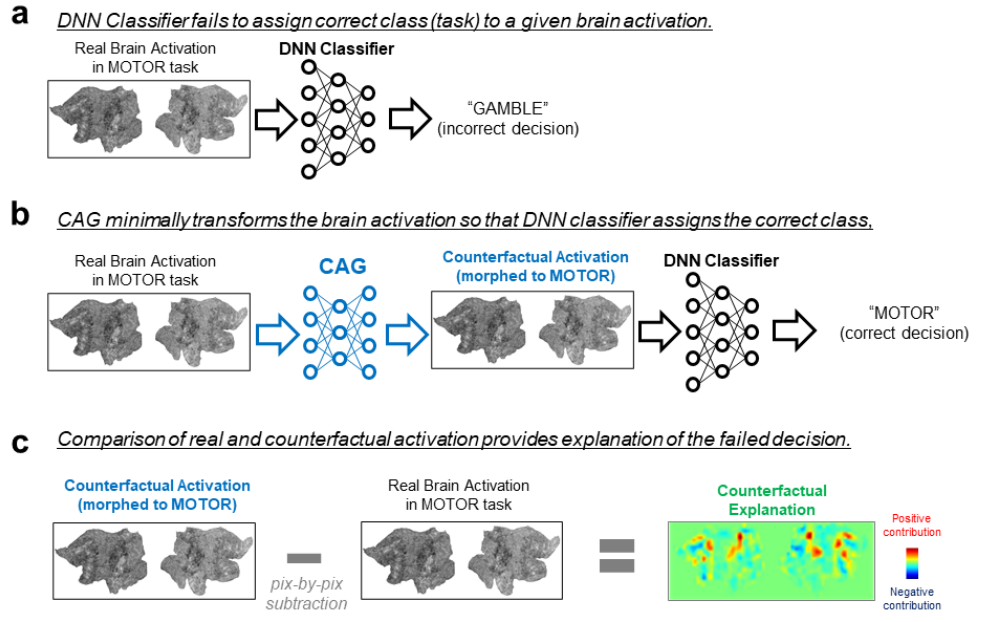 a
DNN Classifier fails to assign correct class (task) to a given brain activation.
Real Brain Activation
in MOTOR task
DNN Classifier
“GAMBLE”
(incorrect decision)
b
CAG minimally transforms the brain activation so that DNN classifier assigns the correct class,
Real Brain Activation
in MOTOR task
CAG
Counterfactual Activation
(morphed to MOTOR)
DNN Classifier
“MOTOR”
(correct decision)
c
Comparison of real and counterfactual activation provides explanation of the failed decision.
Counterfactual Activation
(morphed to MOTOR)
pix-by-pix
subtraction
Real Brain Activation
in MOTOR task
Counterfactual
Explanation
Positive
contribution
Negative
contribution